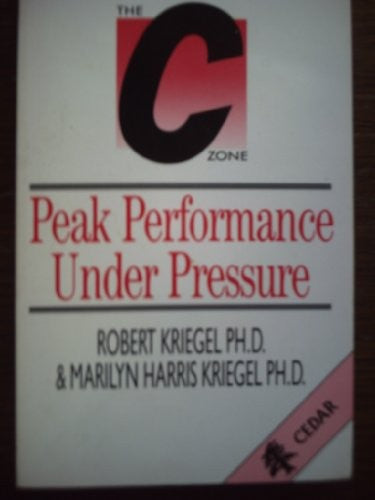 THE
C
ZONE
Peak Performance
Under Pressure
ROBERT KRIEGEL PH.D.
& MARILYN HARRIS KRIEGEL PH.D.
CEDAR